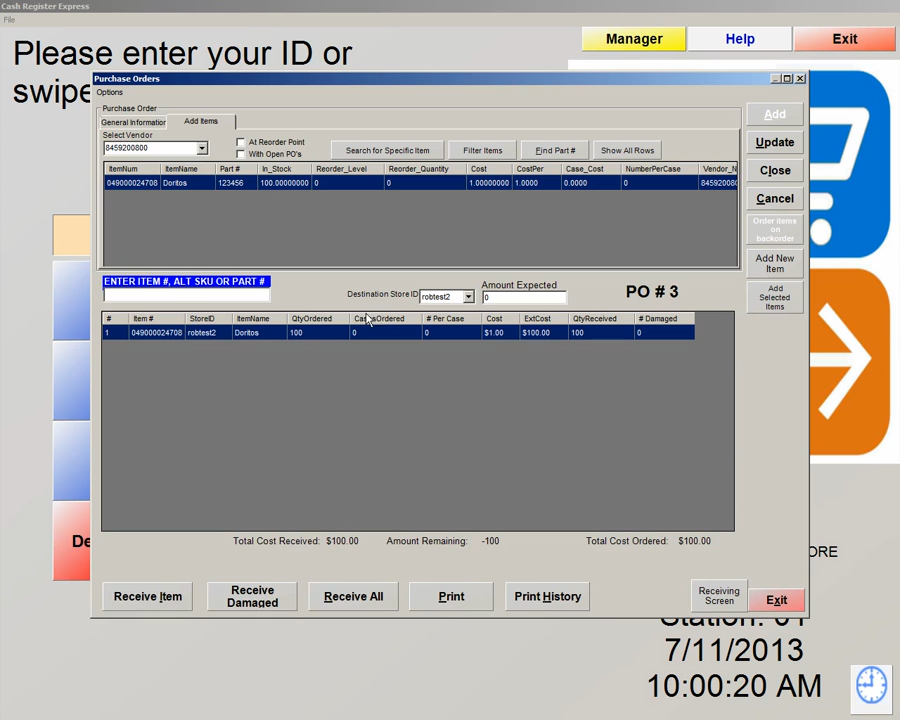 Cash Register Express
File
Please enter your ID or
swipe
Manager
Help
Exit
Purchase Orders
Options
Purchase Order
General Information
Add Items
Select Vendor
8459200800
At Reorder Point
With Open PO's
Search for Specific Item
Filter Items
Find Part #
Show All Rows
ItemNum ItemName Part # In_Stock Reorder_Level Reorder_Quantity Cost CostPer Case_Cost NumberPerCase Vendor_N
049000024708 Doritos 123456 100.00000000 0 0 1.00000000 1.0000 0.0000 0 84592008
Add
Update
Close
Cancel
Order items
on
backorder
Add New
Item
Add
Selected
Items
ENTER ITEM #, ALT SKU OR PART #
Destination Store ID robtest2
Amount Expected
0
PO # 3
# Item # StoreID ItemName QtyOrdered # Per Case Cost ExtCost QtyReceived # Damaged
1 049000024708 robtest2 Doritos 100 0 0 $1.00 $100.00 100 0
Total Cost Received: $100.00 Amount Remaining: -100 Total Cost Ordered: $100.00
Receive Item
Receive
Damaged
Receive All
Print
Print History
Receiving
Screen
Exit
De
ORE
Station: 01
7/11/2013
10:00:20 AM